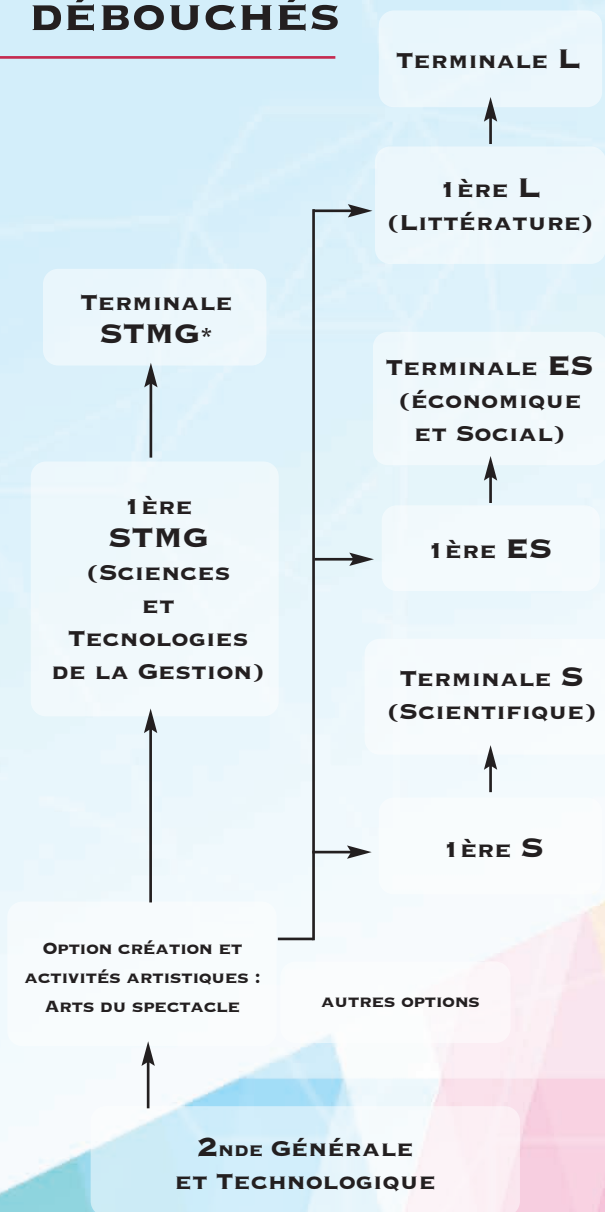 DÉBOUCHÉS
TERMINALE L
1ÈRE L
(LITTÉRATURE)
TERMINALE
STMG*
TERMINALE ES
(ÉCONOMIQUE
ET SOCIAL)
1ÈRE
STMG
(SCIENCES
ET
TECNOLOGIES
DE LA GESTION)
1ÈRE ES
TERMINALE S
(SCIENTIFIQUE)
1ÈRE S
OPTION CRÉATION ET
ACTIVITÉS ARTISTIQUES :
ARTS DU SPECTACLE
AUTRES OPTIONS
2NDE GÉNÉRALE
ET TECHNOLOGIQUE